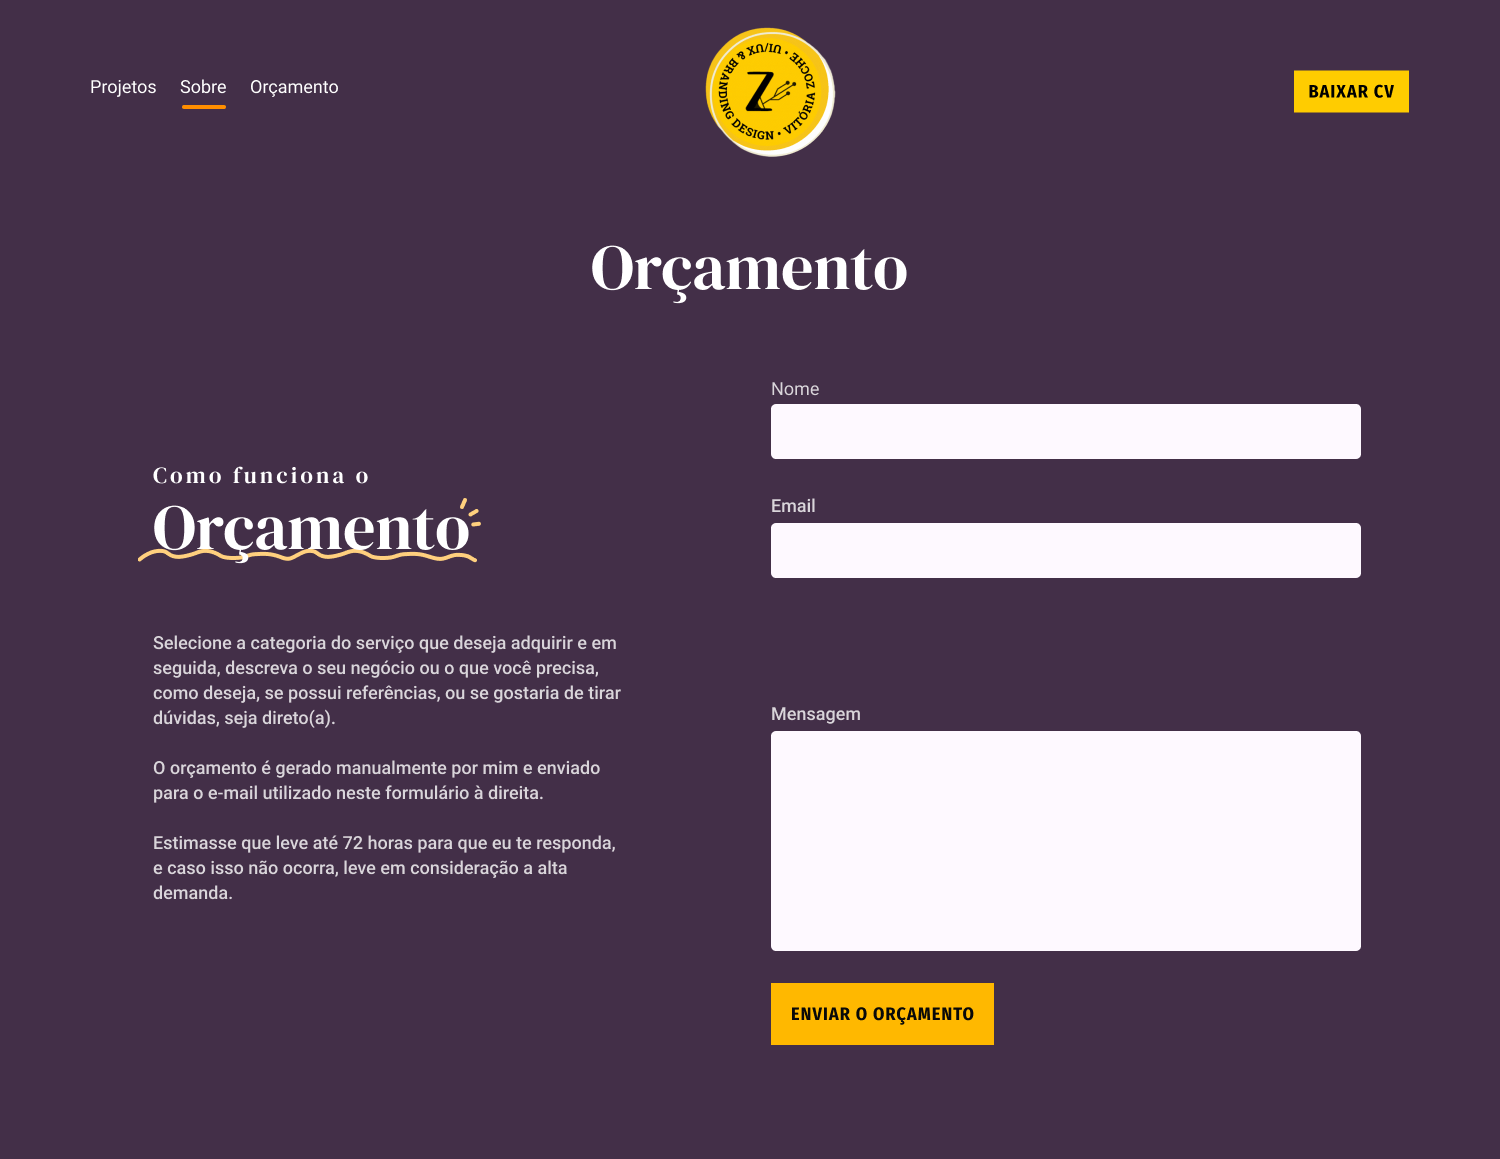 Projetos Sobre Orçamento
VITÓRIA ZOCHE • UI/UX & BRANDING DESIGN •
Z
BAIXAR CV
Orçamento
Nome
Email
Como funciona o
Orçamento
Selecione a categoria do serviço que deseja adquirir e em
seguida, descreva o seu negócio ou o que você precisa,
como deseja, se possui referências, ou se gostaria de tirar
dúvidas, seja direto(a).
O orçamento é gerado manualmente por mim e enviado
para o e-mail utilizado neste formulário à direita.
Estimasse que leve até 72 horas para que eu te responda,
e caso isso não ocorra, leve em consideração a alta
demanda.
Mensagem
ENVIAR O ORÇAMENTO